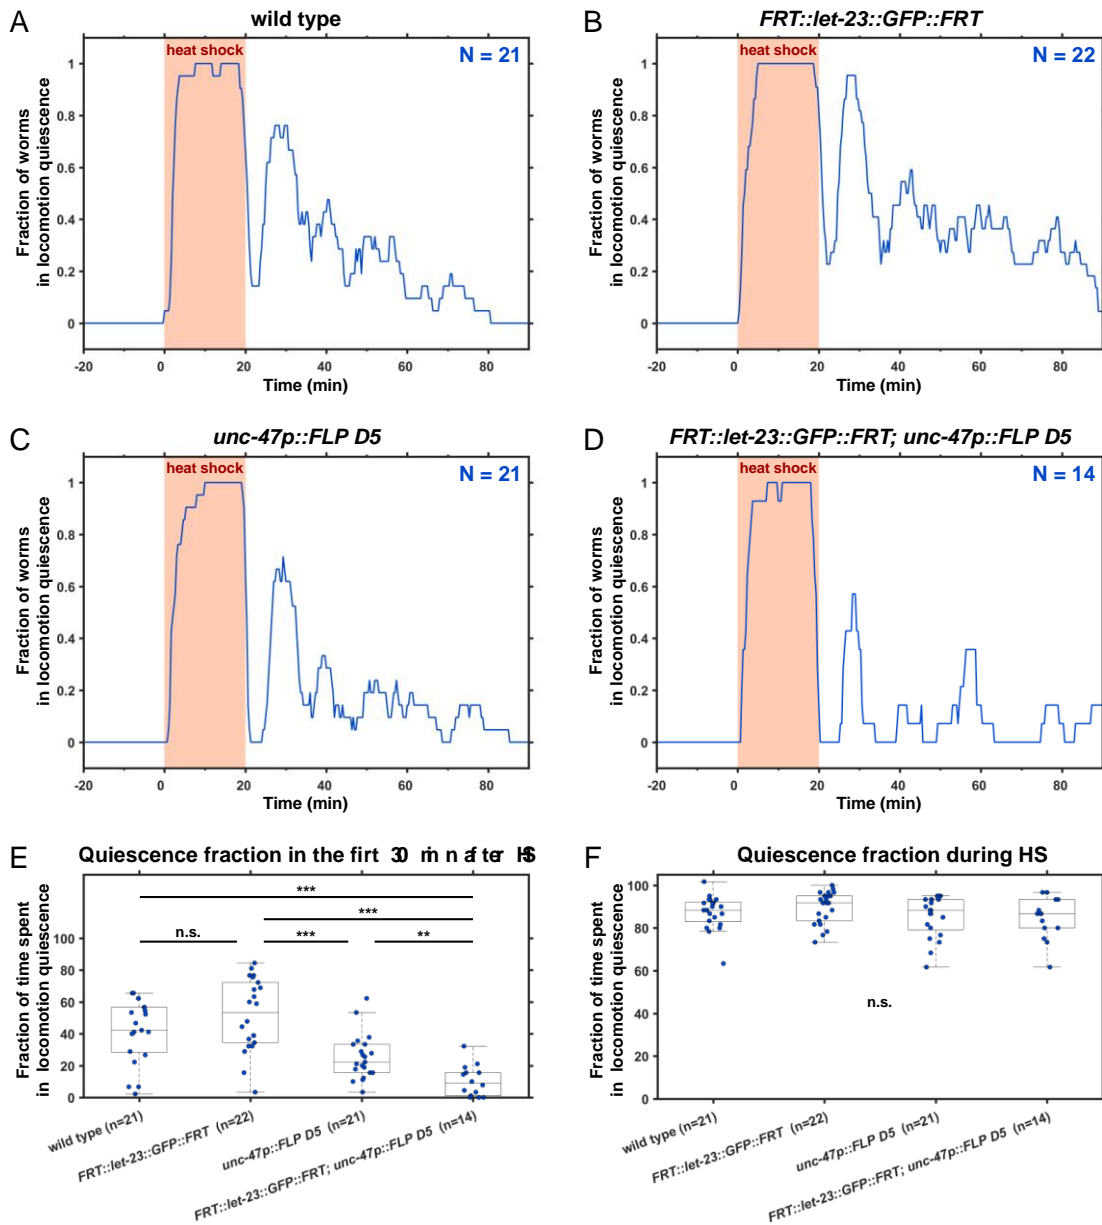 A
wild type
heat shock
N = 21
Fraction of worms
in locomotion quiescence
1
0.8
0.6
0.4
0.2
0
-20
0
20
40
60
80
Time (min)
B
FRT::let-23::GFP::FRT
heat shock
N = 22
Fraction of worms
in locomotion quiescence
1
0.8
0.6
0.4
0.2
0
-20
0
20
40
60
80
Time (min)
C
unc-47p::FLP D5
heat shock
N = 21
Fraction of worms
in locomotion quiescence
1
0.8
0.6
0.4
0.2
0
-20
0
20
40
60
80
Time (min)
D
FRT::let-23::GFP::FRT; unc-47p::FLP D5
heat shock
N = 14
Fraction of worms
in locomotion quiescence
1
0.8
0.6
0.4
0.2
0
-20
0
20
40
60
80
Time (min)
E
Quiescence fraction in the firt 30 min after HS
***
***
n.s.
***
**
Fraction of time spent
in locomotion quiescence
100
80
60
40
20
0
wild type (n=21)
FRT::let-23::GFP::FRT (n=22)
unc-47p::FLP D5 (n=21)
FRT::let-23::GFP::FRT; unc-47p::FLP D5 (n=14)
F
Quiescence fraction during HS
n.s.
Fraction of time spent
in locomotion quiescence
100
80
60
40
20
0
wild type (n=21)
FRT::let-23::GFP::FRT (n=22)
unc-47p::FLP D5 (n=21)
FRT::let-23::GFP::FRT; unc-47p::FLP D5 (n=14)